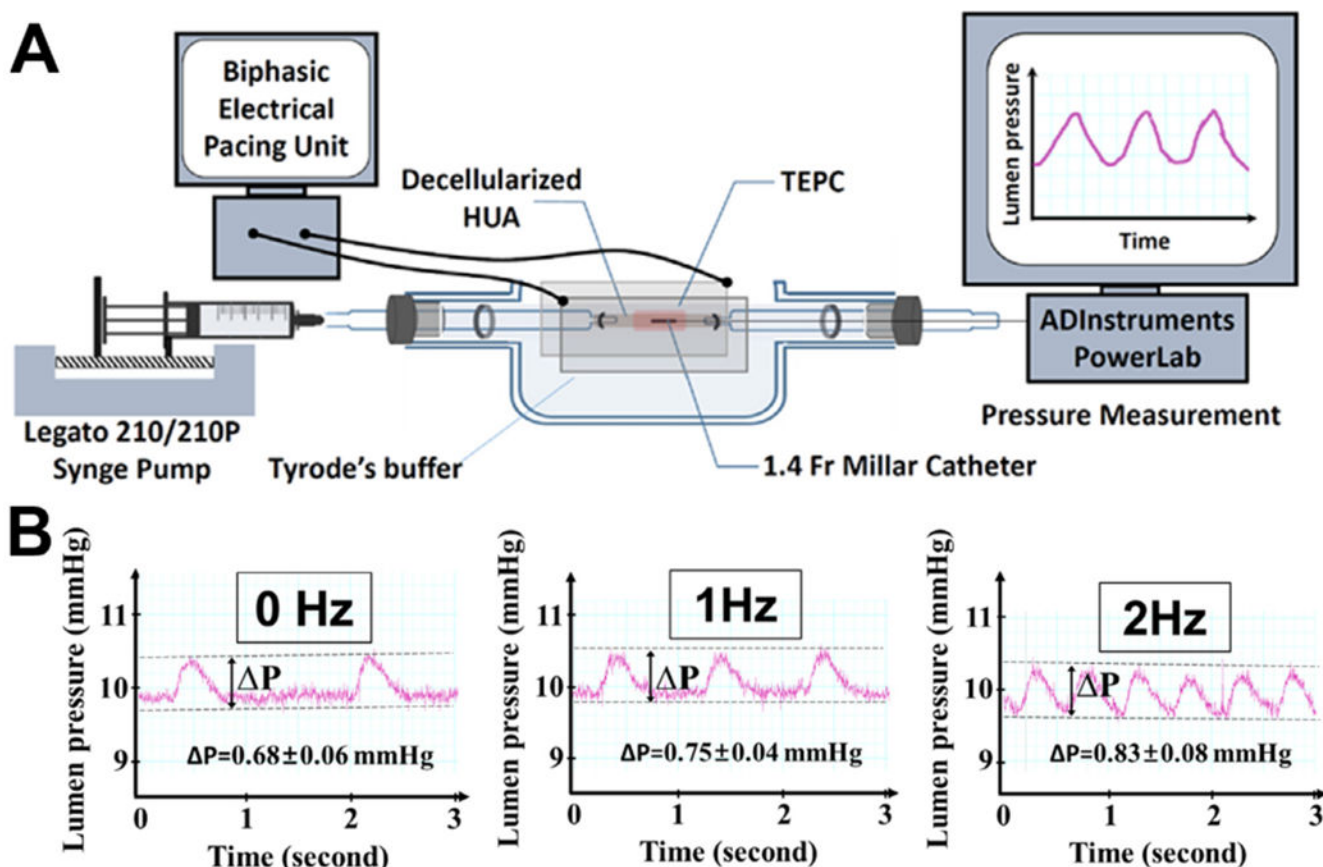 A
Biphasic
Electrical
Pacing Unit
Decellularized
HUA
TEPC
Lumen pressure
Time
ADInstruments
PowerLab
Pressure Measurement
Legato 210/210P
Synge Pump
Tyrode's buffer
1.4 Fr Millar Catheter
B
Lumen pressure (mmHg)
11
10
9
0 Hz
ΔP
ΔP=0.68±0.06 mmHg
0 1 2 3
Time (second)
Lumen pressure (mmHg)
11
10
9
1Hz
ΔP
ΔP=0.75±0.04 mmHg
0 1 2 3
Time (second)
Lumen pressure (mmHg)
11
10
9
2Hz
ΔP
ΔP=0.83±0.08 mmHg
0 1 2 3
Time (second)